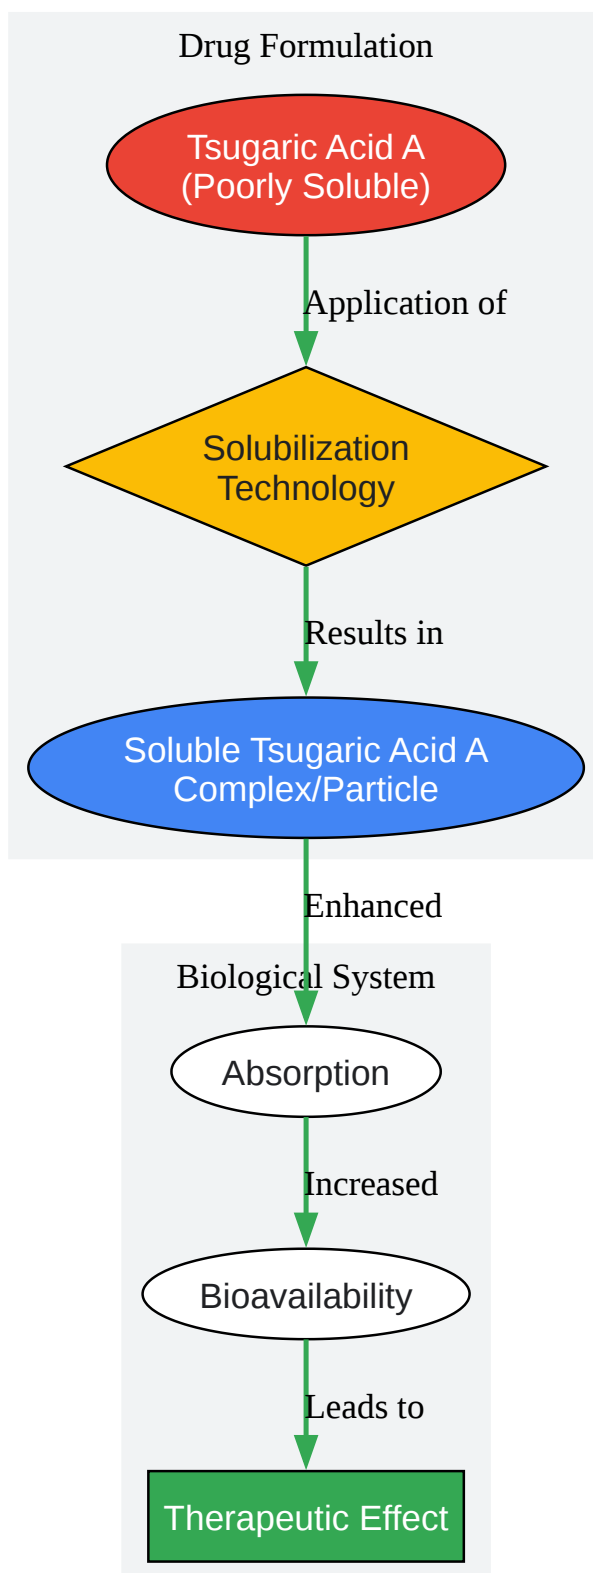 Drug Formulation
Tsugaric Acid A
(Poorly Soluble)
Application of
Solubilization
Technology
Results in
Soluble Tsugaric Acid A
Complex/Particle
Enhanced
Biological System
Absorption
Increased
Bioavailability
Leads to
Therapeutic Effect